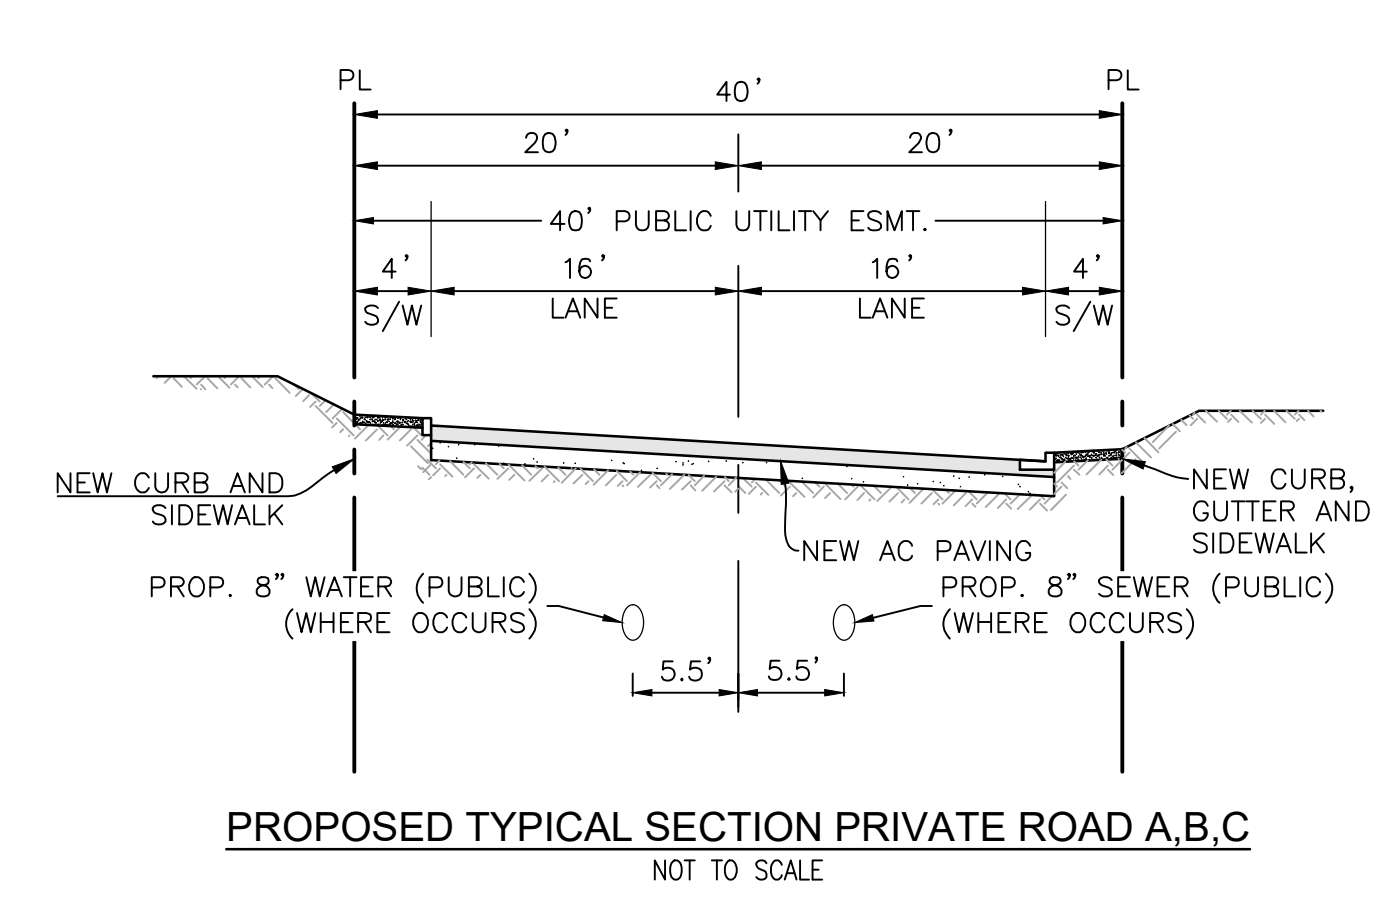 PL
PL
40'
20'
20'
40' PUBLIC UTILITY ESMT.
4'
16'
16'
4'
S/W
LANE
LANE
S/W
NEW CURB AND
SIDEWALK
NEW CURB,
GUTTER AND
SIDEWALK
NEW AC PAVING
PROP. 8" WATER (PUBLIC)
(WHERE OCCURS)
PROP. 8" SEWER (PUBLIC)
(WHERE OCCURS)
5.5'
5.5'
PROPOSED TYPICAL SECTION PRIVATE ROAD A,B,C
NOT TO SCALE